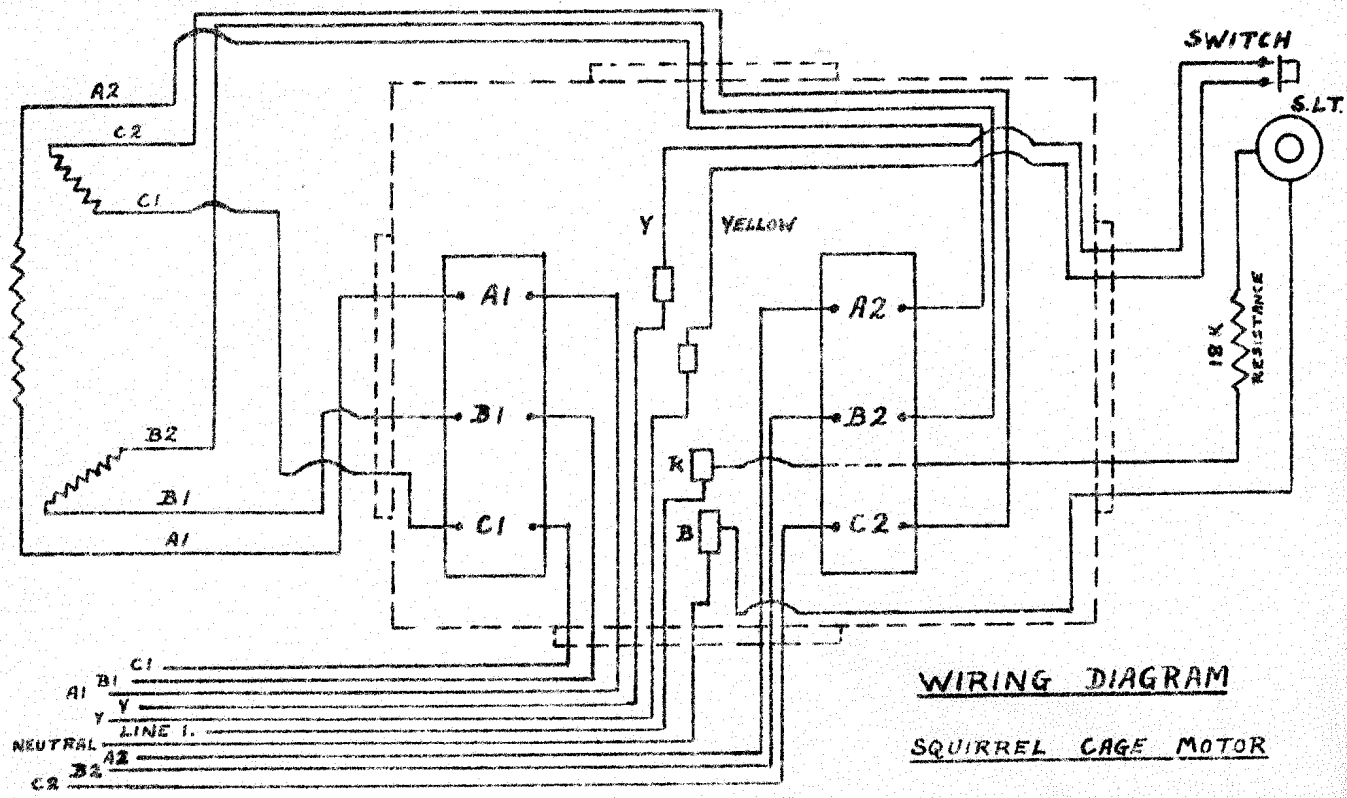 SWITCH
S.LT.
A2
C2
C1
Y
YELLOW
A1
A2
18K
RESISTANCE
B1
B2
B2
R
B1
C1
B
C2
A1
C1
B1
A1
Y
Y
LINE 1.
NEUTRAL
A2
B2
C2
WIRING DIAGRAM
SQUIRREL CAGE MOTOR